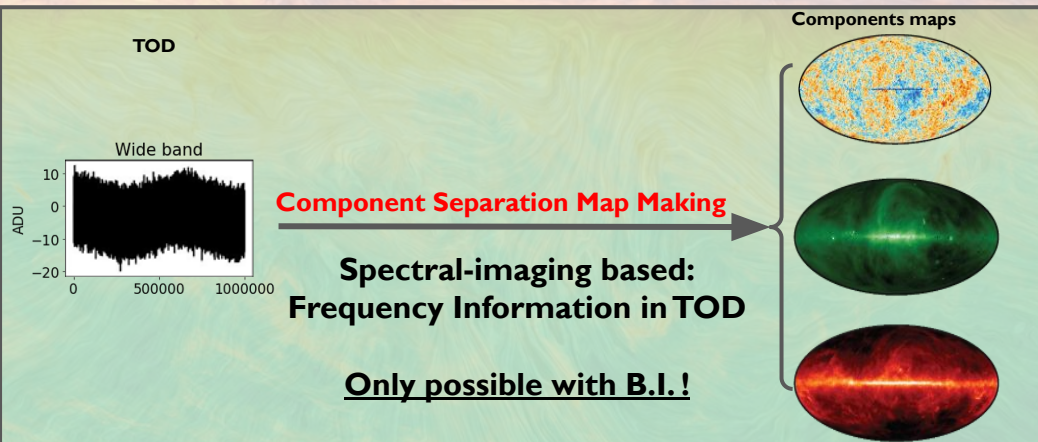 TOD
Components maps
Wide band
10
0
−10
−20
ADU
0 500000 1000000
Component Separation Map Making
Spectral-imaging based:
Frequency Information in TOD
Only possible with B.I. !